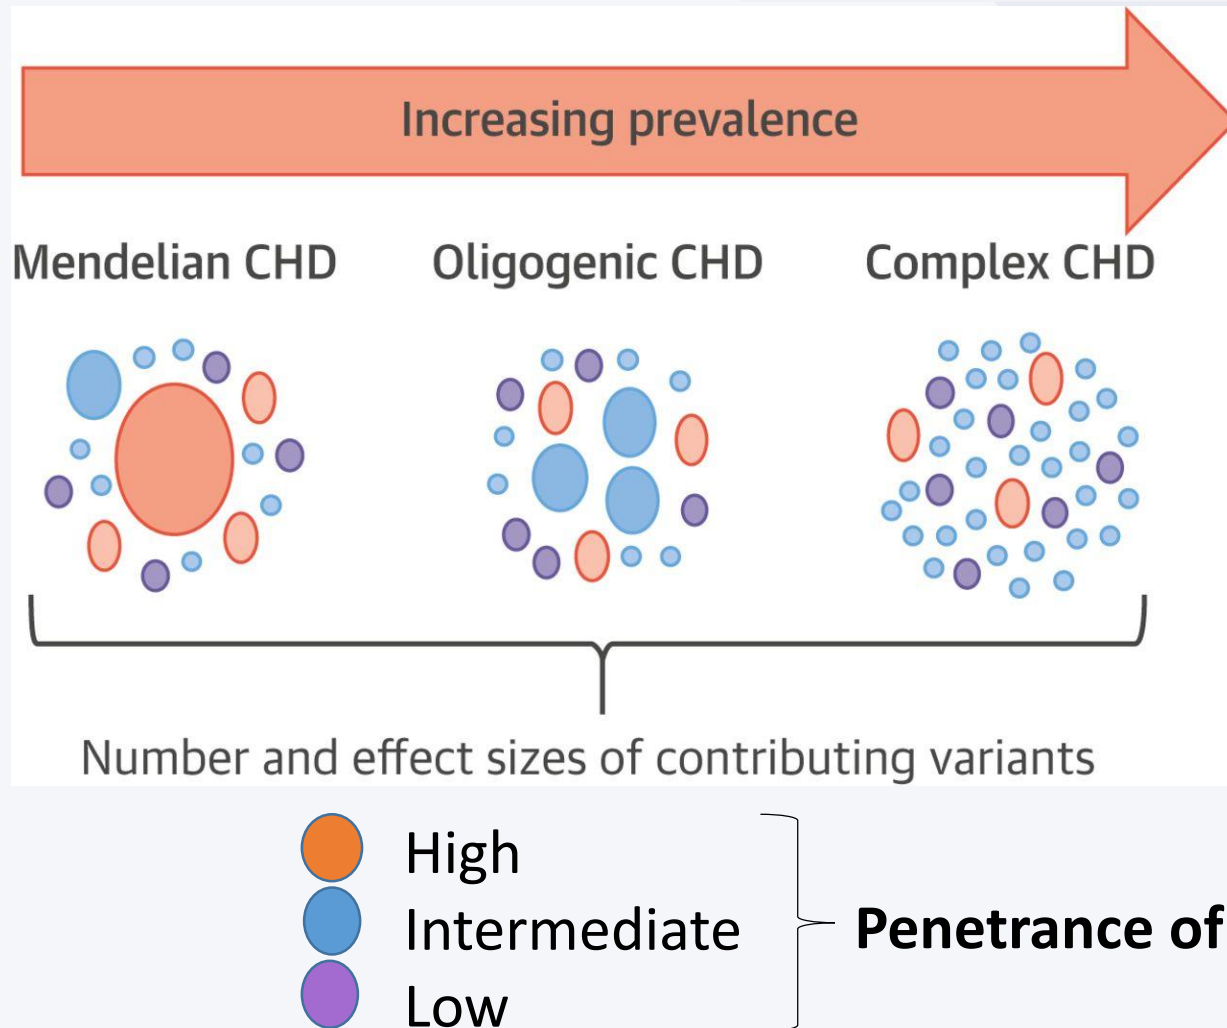 Increasing prevalence
Mendelian CHD
Oligogenic CHD
Complex CHD
Number and effect sizes of contributing variants
High
Intermediate
Low
Penetrance of